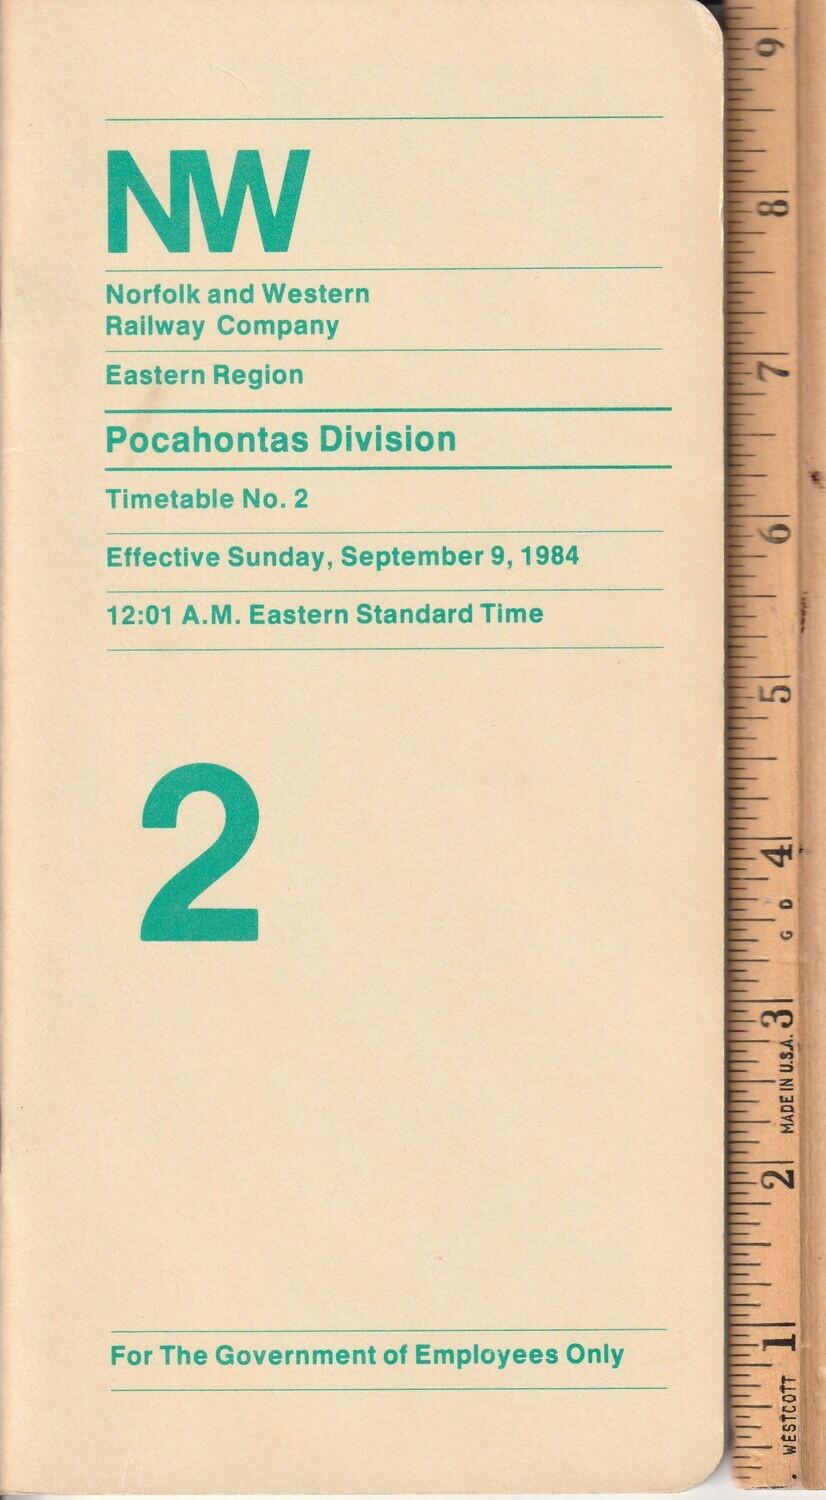 NW
Norfolk and Western
Railway Company
Eastern Region
Pocahontas Division
Timetable No. 2
Effective Sunday, September 9, 1984
12:01 A.M. Eastern Standard Time
2
For The Government of Employees Only
9
8
7
6
5
4
G D
3
MADE IN U.S.A.
2
1
WESTCOTT